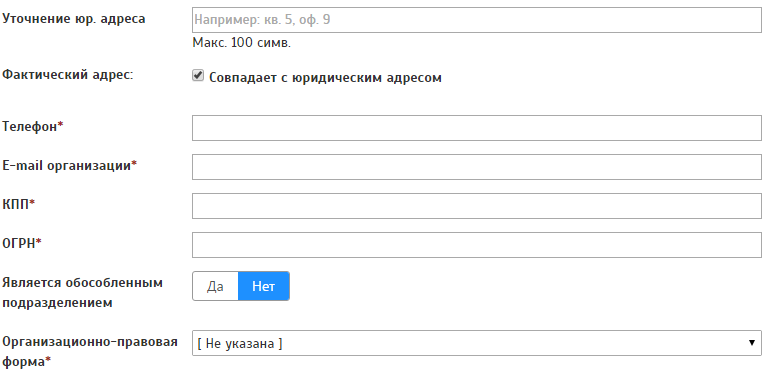 Уточнение юр. адреса
Например: кв. 5, оф. 9
Макс. 100 симв.
Фактический адрес:
Совпадает с юридическим адресом
Телефон*
E-mail организации*
КПП*
ОГРН*
Является обособленным
подразделением
Да Нет
Организационно-правовая
форма*
[ Не указана ]